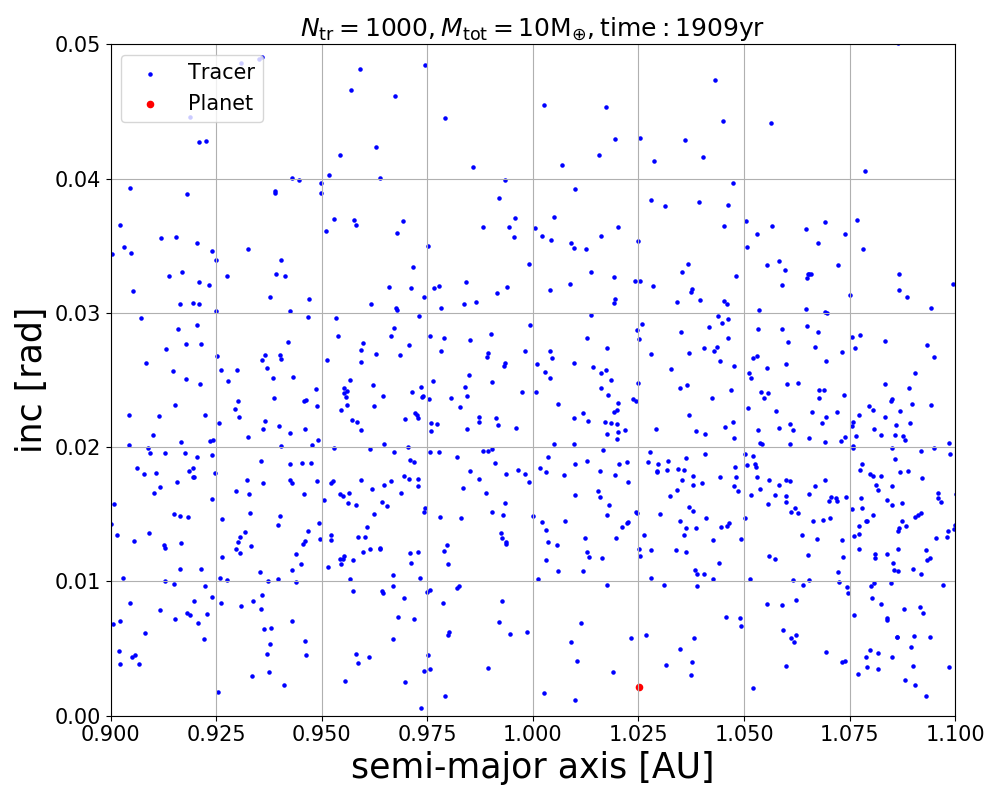 N_tr = 1000, M_tot = 10M_⊕, time : 1909yr
0.05
Tracer
Planet
0.04
0.03
inc [rad]
0.02
0.01
0.00
0.900 0.925 0.950 0.975 1.000 1.025 1.050 1.075 1.100
semi-major axis [AU]